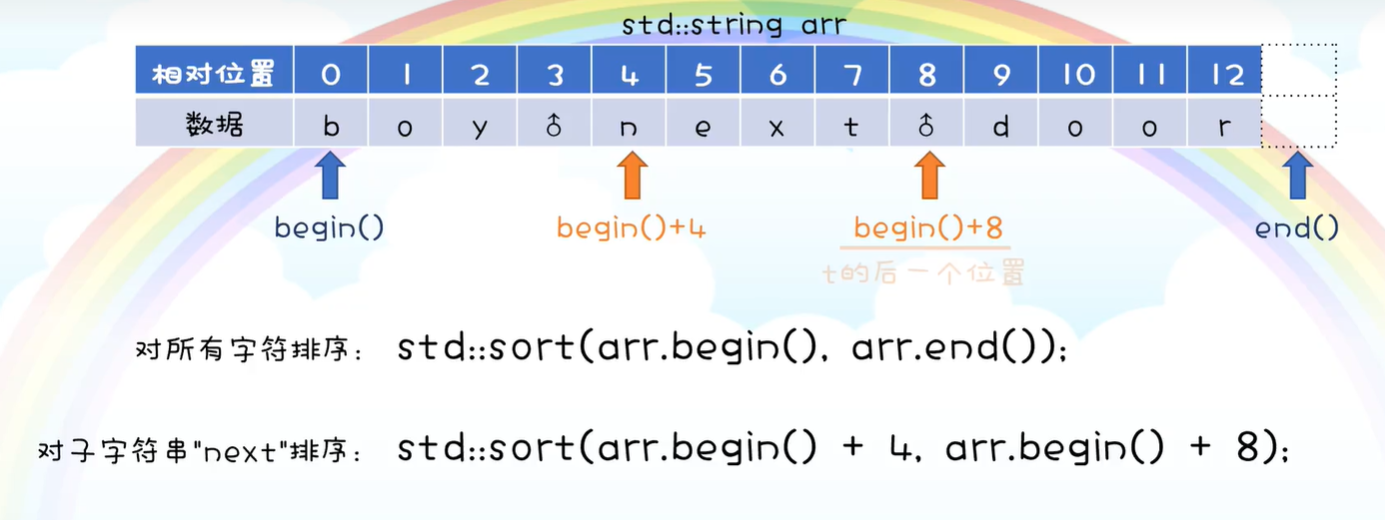 std::string arr
相对位置 0 1 2 3 4 5 6 7 8 9 10 11 12
数据 b o y ♂ n e x t ♂ d o o r
begin() begin()+4 begin()+8 end()
t的后一个位置
对所有字符排序: std::sort(arr.begin(), arr.end());
对子字符串"next"排序: std::sort(arr.begin() + 4, arr.begin() + 8);